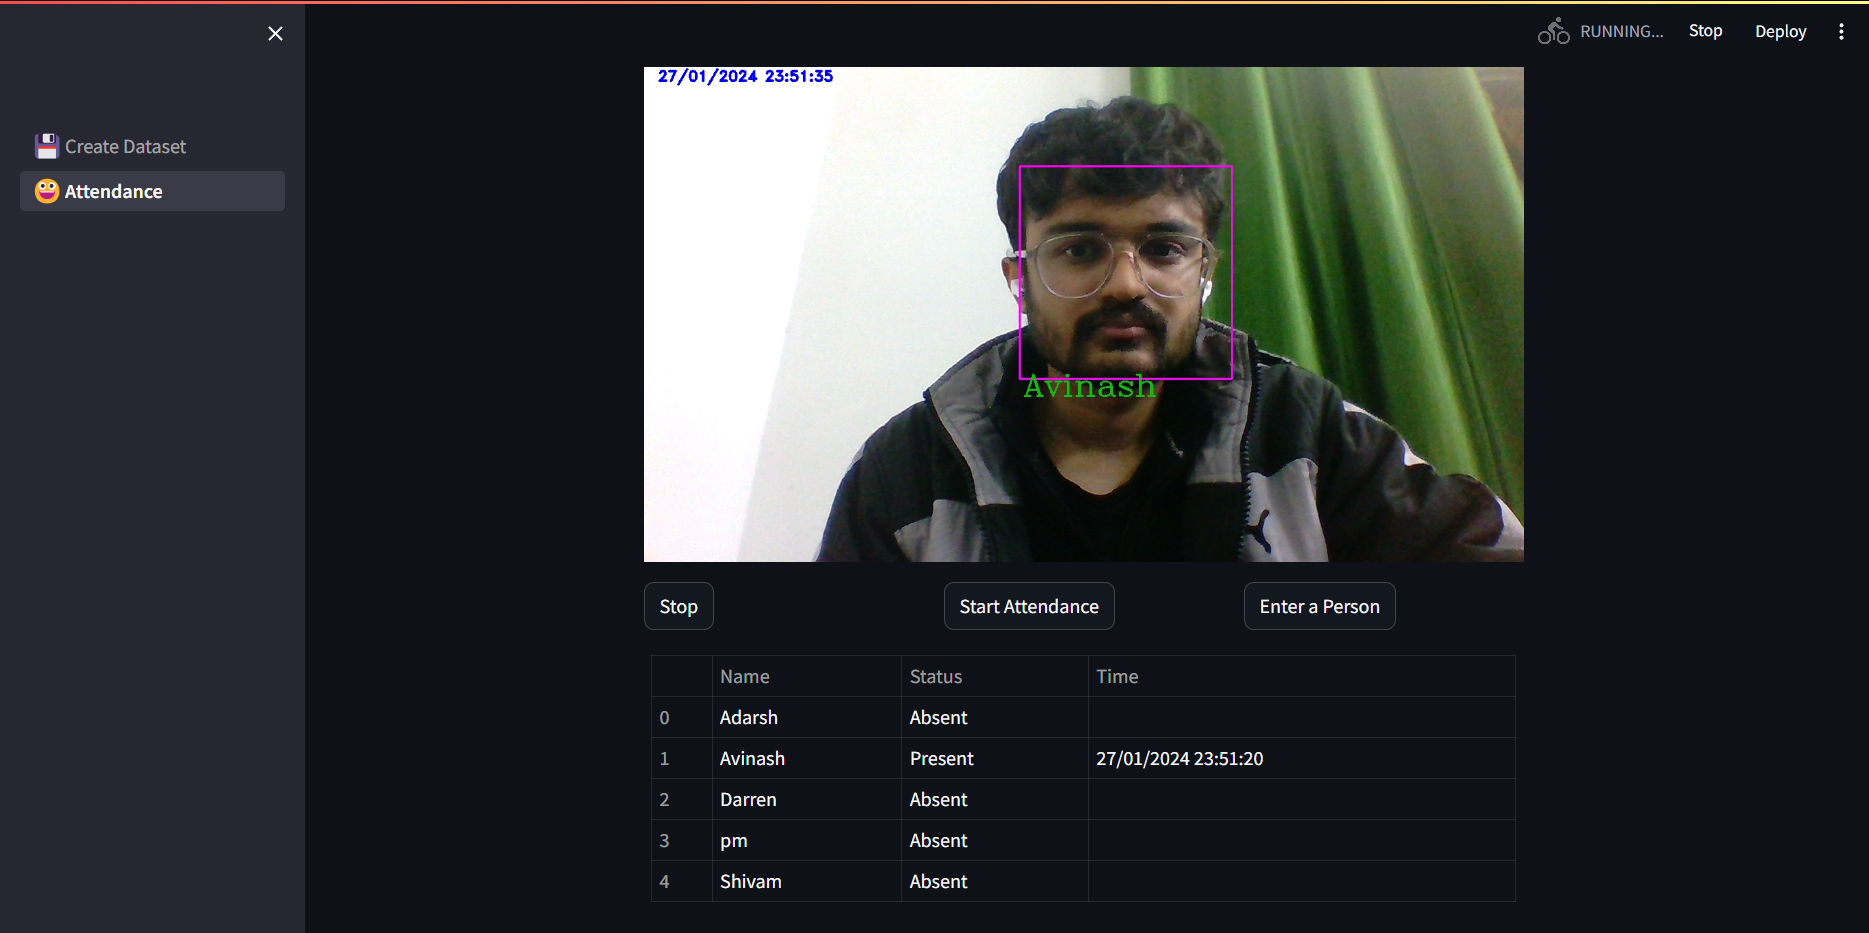 RUNNING... Stop Deploy
27/01/2024 23:51:35
Create Dataset
Attendance
Avinash
Stop Start Attendance Enter a Person
Name Status Time
0 Adarsh Absent
1 Avinash Present 27/01/2024 23:51:20
2 Darren Absent
3 pm Absent
4 Shivam Absent